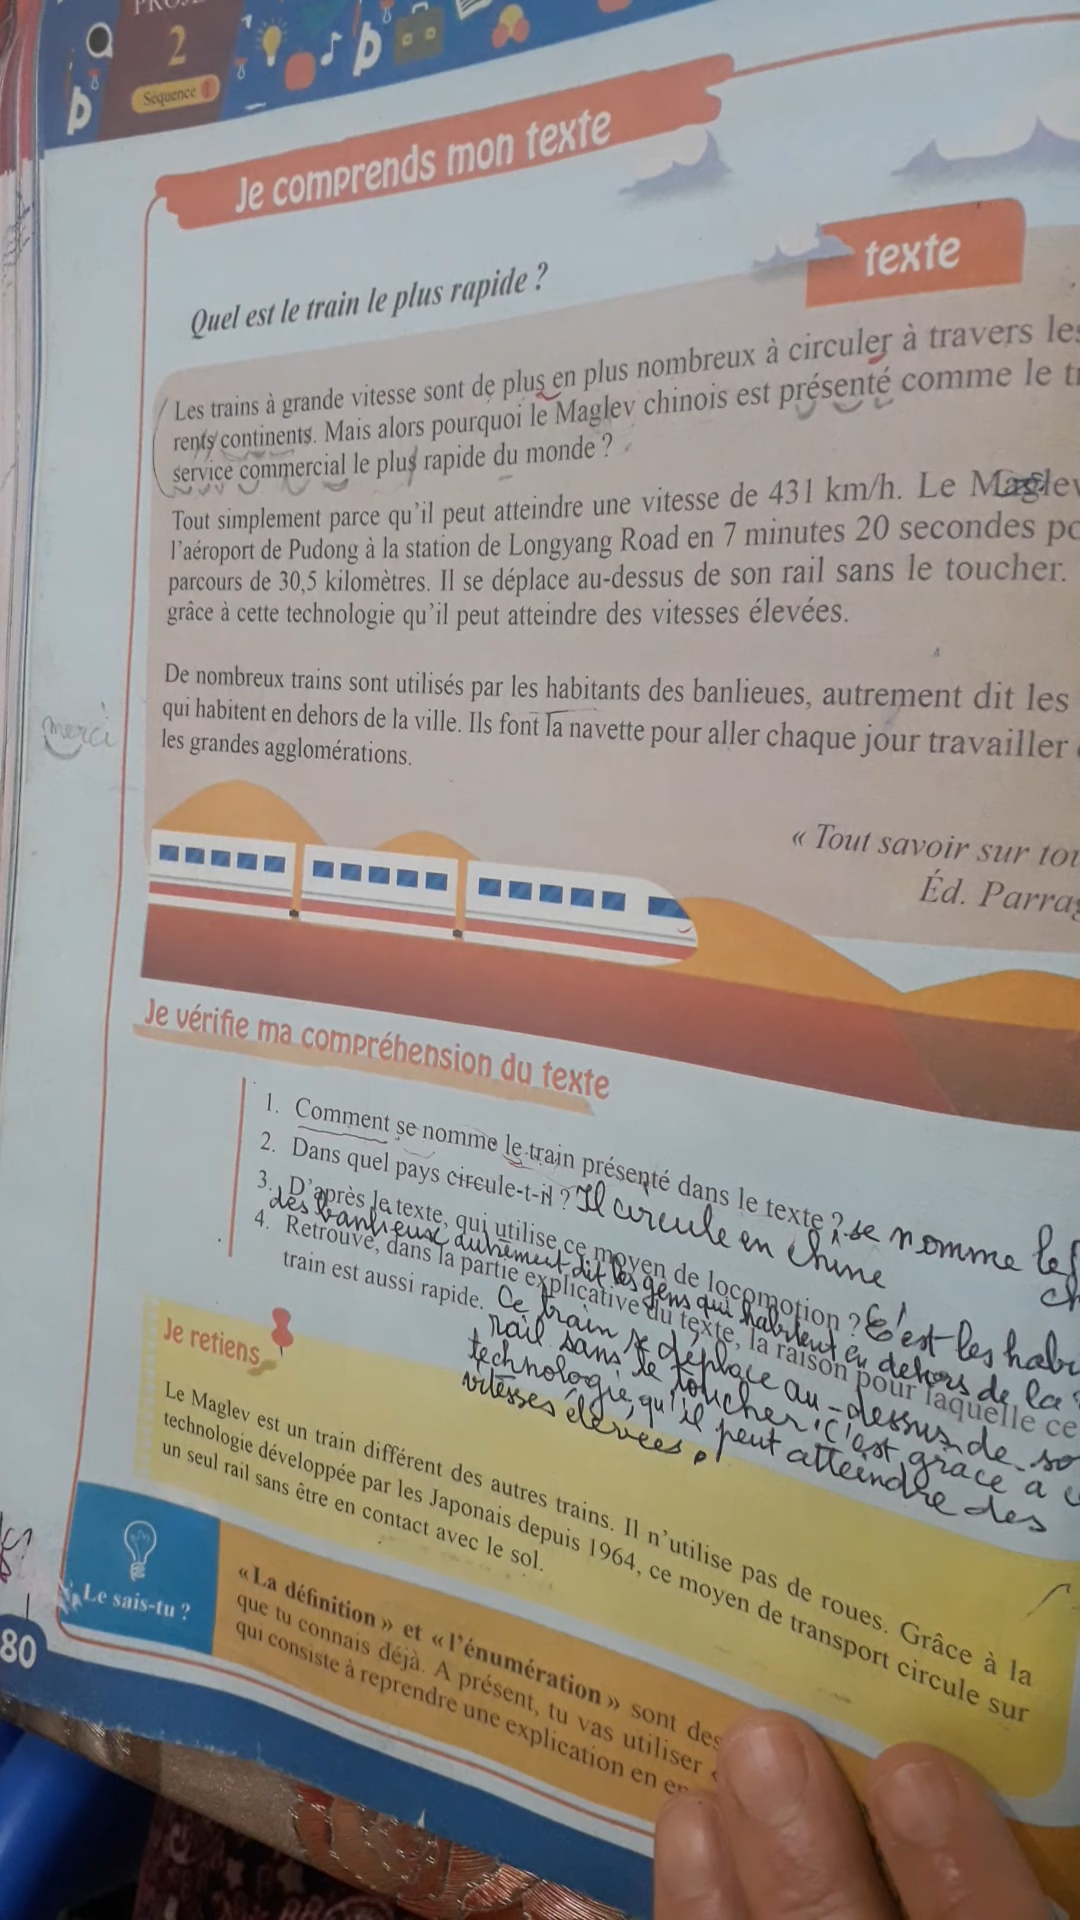 2
Séquence 1
Je comprends mon texte
texte
Quel est le train le plus rapide ?
Les trains à grande vitesse sont de plus en plus nombreux à circuler à travers les
rents continents. Mais alors pourquoi le Maglev chinois est présenté comme le
service commercial le plus rapide du monde ?
Tout simplement parce qu'il peut atteindre une vitesse de 431 km/h. Le Maglev
l'aéroport de Pudong à la station de Longyang Road en 7 minutes 20 secondes
parcours de 30,5 kilomètres. Il se déplace au-dessus de son rail sans le toucher.
grâce à cette technologie qu'il peut atteindre des vitesses élevées.
De nombreux trains sont utilisés par les habitants des banlieues, autrement dit les
merci
qui habitent en dehors de la ville. Ils font la navette pour aller chaque jour travailler
les grandes agglomérations.
« Tout savoir sur
Éd.
Je vérifie ma compréhension du texte
1. Comment se nomme le train présenté dans le texte ? se nomme
2. Dans quel pays circule-t-il ? Il circule en chine
3. D'après le texte, qui utilise ce moyen de locomotion ? C'est les
des banlieuse autrement dit les gens qui habitent en dehors de la
4. Retrouve, dans la partie explicative du texte, la raison pour laquelle ce
train est aussi rapide. Ce train se déplace au-dessus de
rail sans le toucher. C'est grâce a
technologie, qu'il peut atteindre des
vitesses élevées.
Je retiens
Le Maglev est un train différent des autres trains. Il n'utilise pas de roues. Grâce à la
technologie développée par les Japonais depuis 1964, ce moyen de transport circule sur
un seul rail sans être en contact avec le sol.
Le sais-tu ?
« La définition » et « l'énumération » sont des
que tu connais déjà. A présent, tu vas utiliser «
qui consiste à reprendre une explication en
80